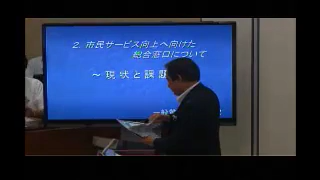 2. 市民サービス向上へ向けた
総合窓口について
～現状と課題